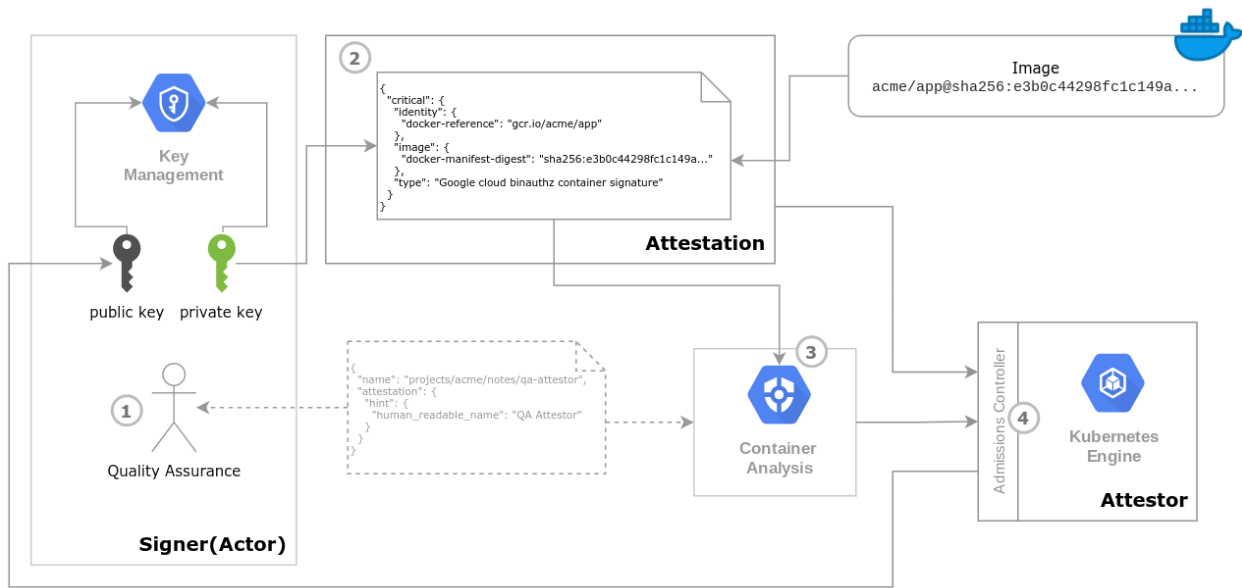 2
{
"critical": {
"identity": {
"docker-reference": "gcr.io/acme/app"
},
"image": {
"docker-manifest-digest": "sha256:e3b0c44298fc1c149a..."
},
"type": "Google cloud binauthz container signature"
}
}
Attestation
Image
acme/app@sha256:e3b0c44298fc1c149a...
Key
Management
public key
private key
1
Quality Assurance
Signer(Actor)
{
"name": "projects/acme/notes/qa-attestor",
"attestation": {
"hint": {
"human_readable_name": "QA Attestor"
}
}
}
3
Container
Analysis
Admissions Controller
4
Kubernetes
Engine
Attestor